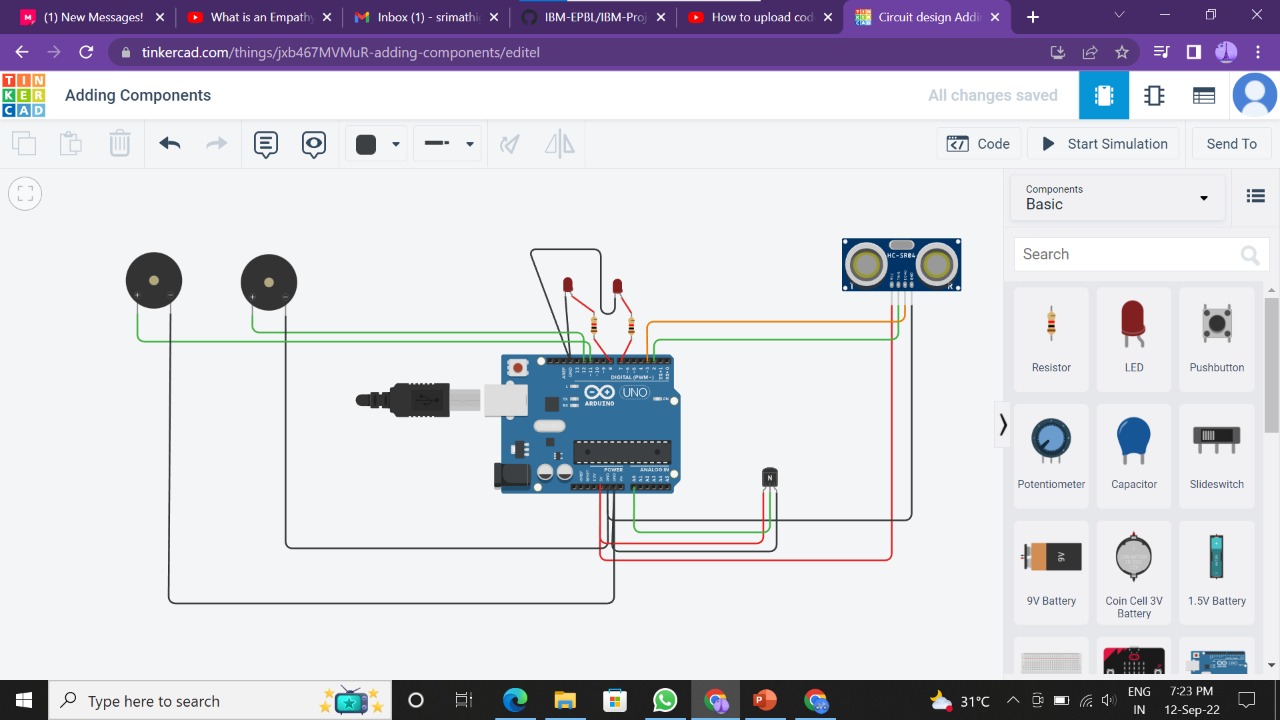 (1) New Messages!
What is an Empath
Inbox (1) - srimathi
IBM-EPBL/IBM-Proj
How to upload cod
Circuit design Addi
tinkercad.com/things/jxb467MVMuR-adding-components/editel
TIN
KER
CAD
Adding Components
All changes saved
Code
Start Simulation
Send To
Components
Basic
Search
HC-SR04
DIGITAL (PWM~)
UNO
ARDUINO
POWER
ANALOG IN
N
Resistor
LED
Pushbutton
Potentiometer
Capacitor
Slideswitch
9V
9V Battery
Coin Cell 3V
Battery
1.5V Battery
Type here to search
31°C
ENG
IN
7:23 PM
12-Sep-22